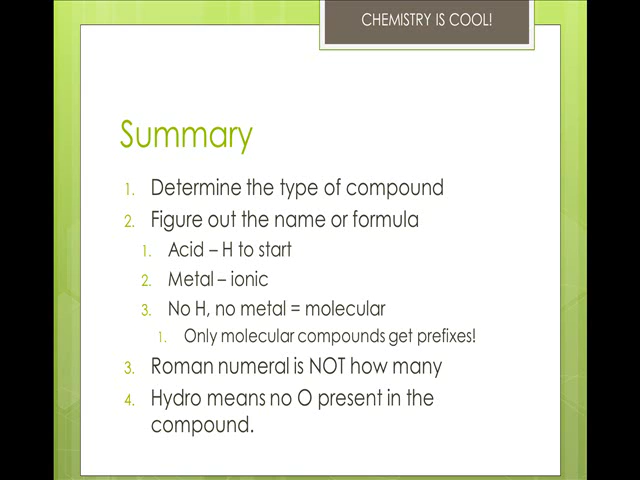 CHEMISTRY IS COOL!
Summary
1. Determine the type of compound
2. Figure out the name or formula
1. Acid – H to start
2. Metal – ionic
3. No H, no metal = molecular
1. Only molecular compounds get prefixes!
3. Roman numeral is NOT how many
4. Hydro means no O present in the
compound.